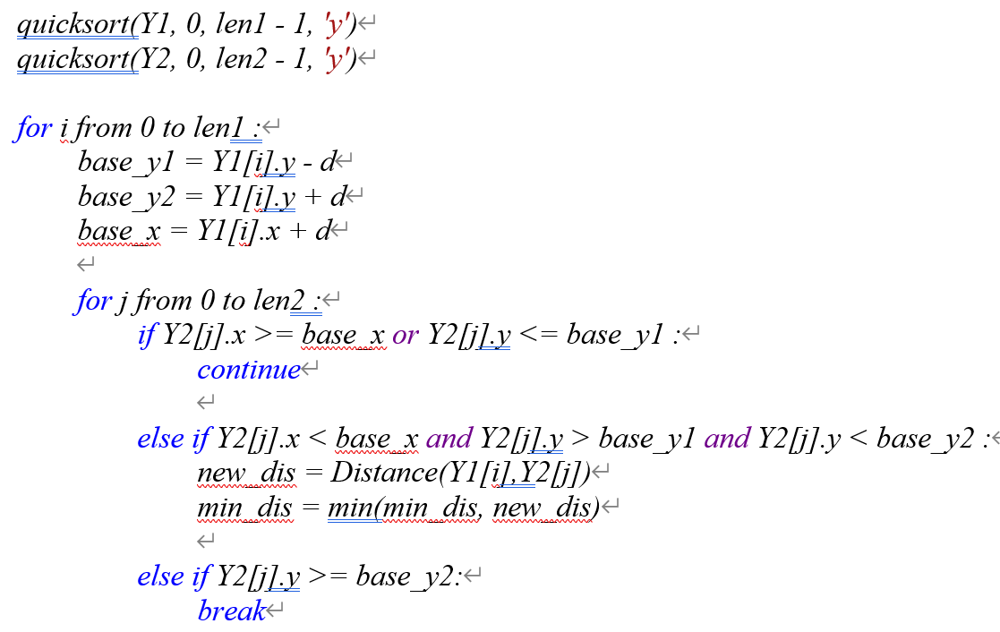 quicksort(Y1, 0, len1 - 1, 'y')↵
quicksort(Y2, 0, len2 - 1, 'y')↵
for i from 0 to len1 :↵
base_y1 = Y1[i].y - d↵
base_y2 = Y1[i].y + d↵
base_x = Y1[i].x + d↵
↵
for j from 0 to len2 :↵
if Y2[j].x >= base_x or Y2[j].y <= base_y1 :↵
continue↵
↵
else if Y2[j].x < base_x and Y2[j].y > base_y1 and Y2[j].y < base_y2 :↵
new_dis = Distance(Y1[i],Y2[j])↵
min_dis = min(min_dis, new_dis)↵
↵
else if Y2[j].y >= base_y2:↵
break↵